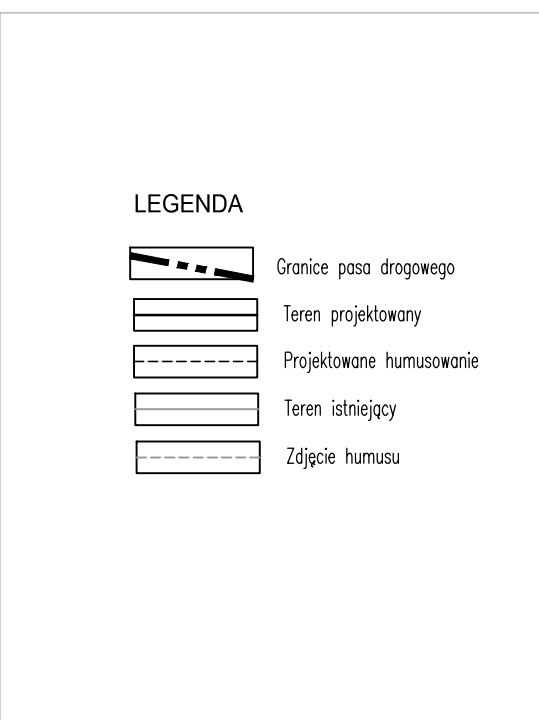 LEGENDA
Granice pasa drogowego
Teren projektowany
Projektowane humusowanie
Teren istniejący
Zdjęcie humusu